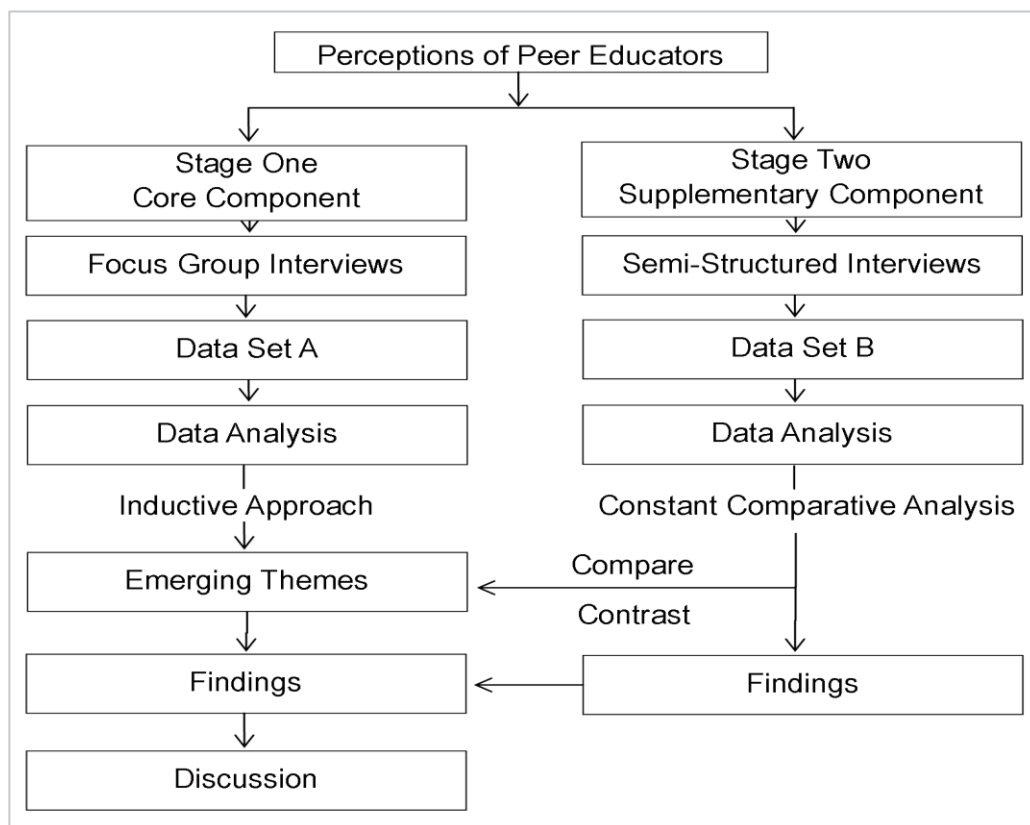 Perceptions of Peer Educators
Stage One
Core Component
Stage Two
Supplementary Component
Focus Group Interviews
Semi-Structured Interviews
Data Set A
Data Set B
Data Analysis
Data Analysis
Inductive Approach
Constant Comparative Analysis
Emerging Themes
Compare
Contrast
Findings
Findings
Discussion